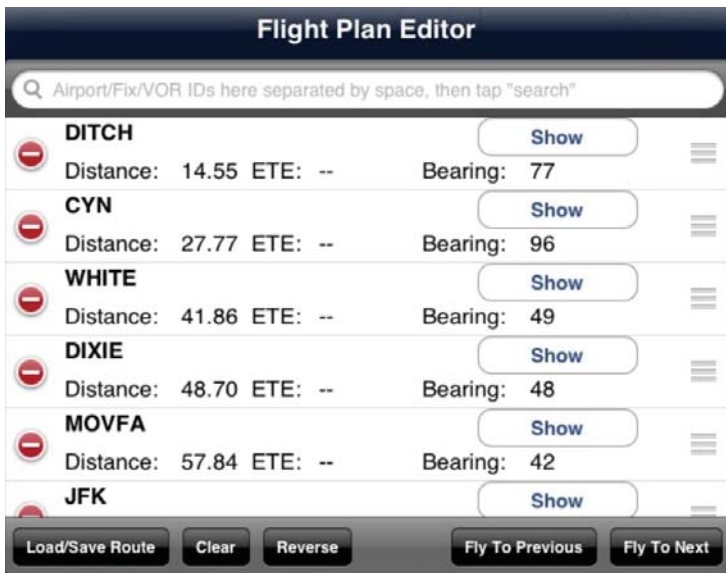 Flight Plan Editor
Airport/Fix/VOR IDs here separated by space, then tap "search"
DITCH Show
Distance: 14.55 ETE: -- Bearing: 77
CYN Show
Distance: 27.77 ETE: -- Bearing: 96
WHITE Show
Distance: 41.86 ETE: -- Bearing: 49
DIXIE Show
Distance: 48.70 ETE: -- Bearing: 48
MOVFA Show
Distance: 57.84 ETE: -- Bearing: 42
JFK Show
Load/Save Route Clear Reverse Fly To Previous Fly To Next